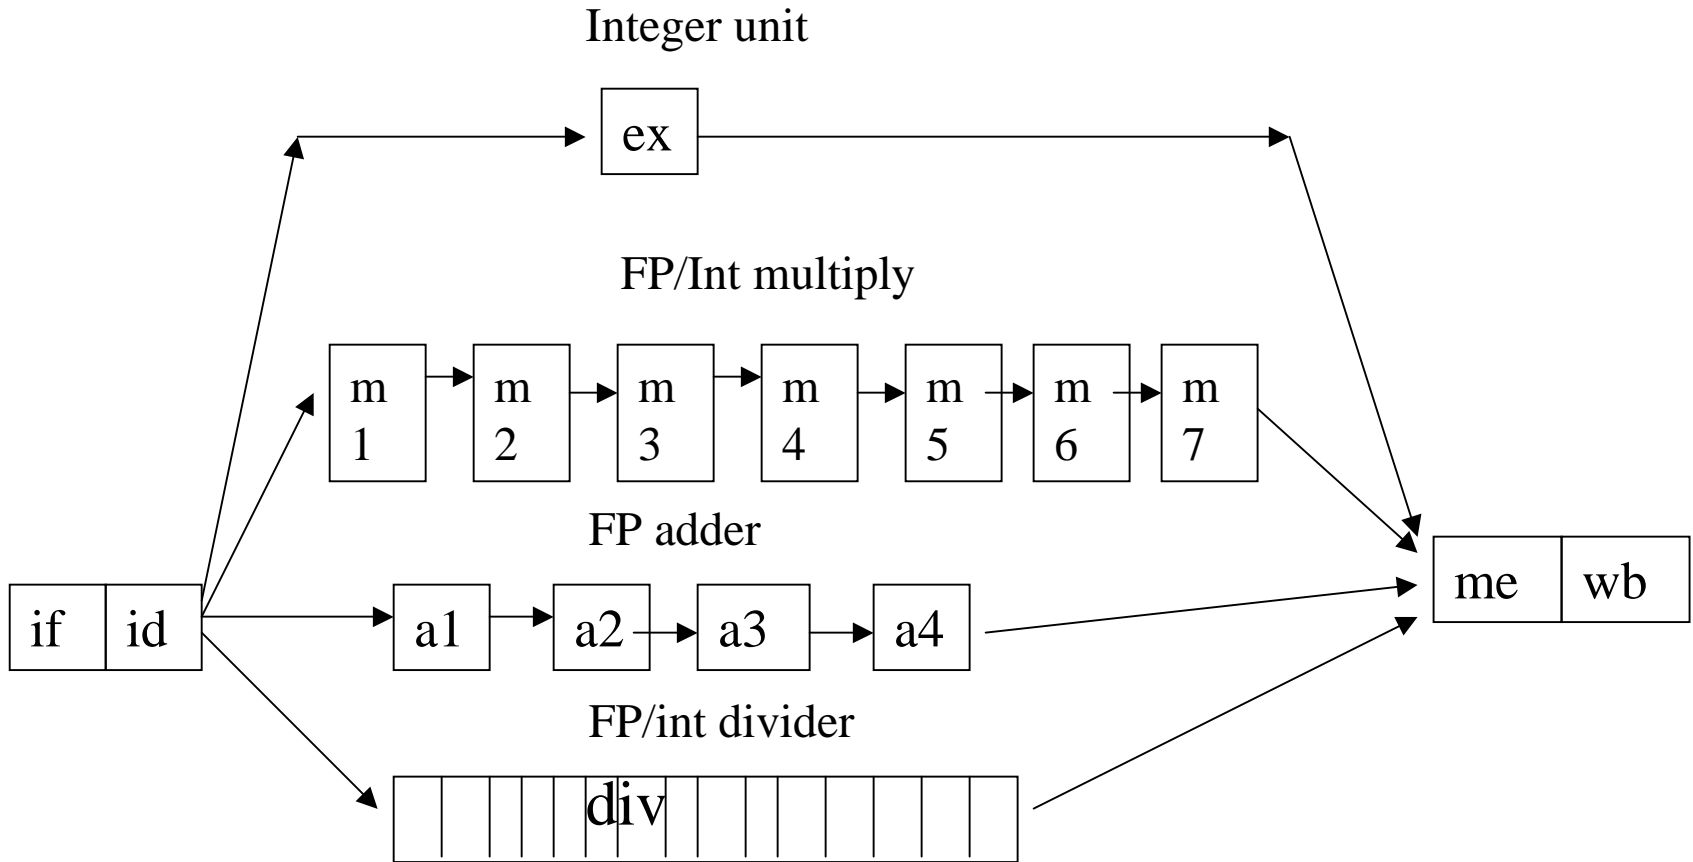 Integer unit
ex
FP/Int multiply
m
1
m
2
m
3
m
4
m
5
m
6
m
7
FP adder
if
id
a1
a2
a3
a4
me
wb
FP/int divider
div